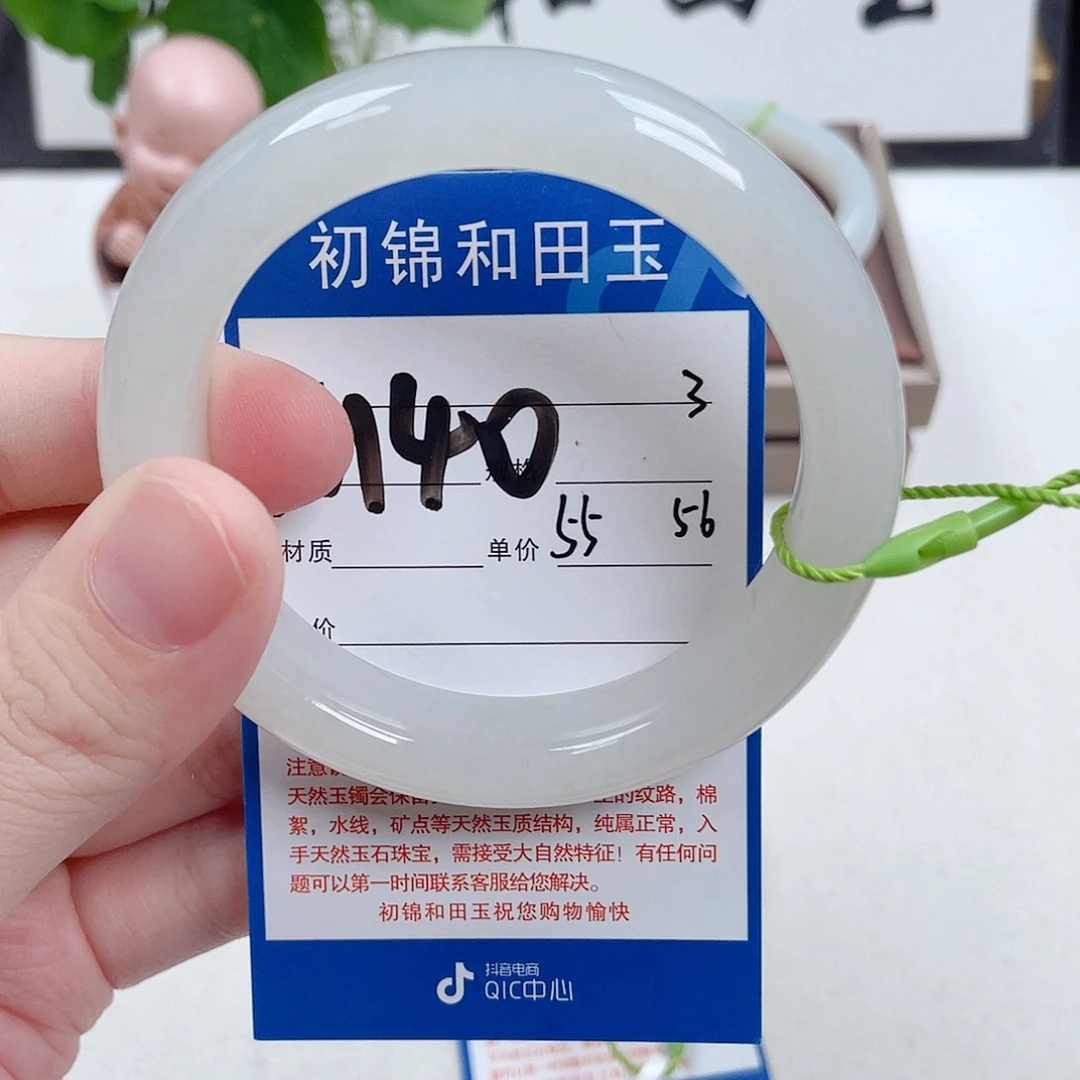 和田玉
初锦和田玉
140
3
规格
55 56
材质 单价
价
注意
天然玉镯会保留 的纹路，棉
絮，水线，矿点等天然玉质结构，纯属正常，入
手天然玉石珠宝，需接受大自然特征！有任何问
题可以第一时间联系客服给您解决。
初锦和田玉祝您购物愉快
抖音电商
QIC中心